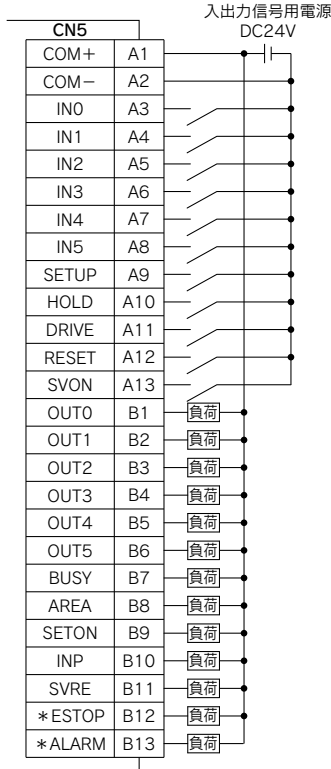 入出力信号用電源
DC24V
CN5
COM+ A1
COM− A2
IN0 A3
IN1 A4
IN2 A5
IN3 A6
IN4 A7
IN5 A8
SETUP A9
HOLD A10
DRIVE A11
RESET A12
SVON A13
OUT0 B1 負荷
OUT1 B2 負荷
OUT2 B3 負荷
OUT3 B4 負荷
OUT4 B5 負荷
OUT5 B6 負荷
BUSY B7 負荷
AREA B8 負荷
SETON B9 負荷
INP B10 負荷
SVRE B11 負荷
＊ESTOP B12 負荷
＊ALARM B13 負荷